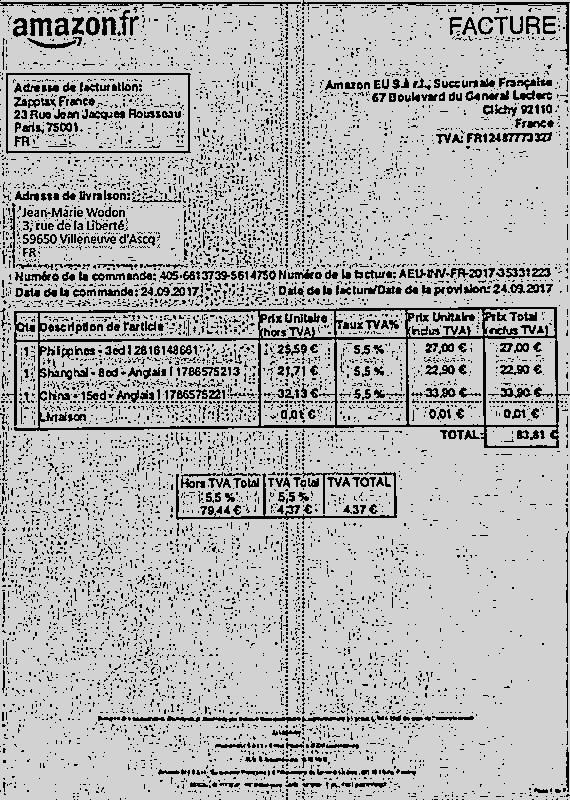 amazon.fr
FACTURE
Adresse de facturation:
Zapptax France
23 Rue Jean Jacques Rousseau
Paris, 75001
FR
Amazon EU S.à r.l., Succursale Française
67 Boulevard du General Leclerc
Clichy 92110
France
TVA: FR12487773327
Adresse de livraison:
Jean-Marie Wodon
3, rue de la Liberté
59650 Villeneuve d'Ascq
FR
Numéro de la commande: 405-6613739-5614750 Numéro de la facture: AEU-INV-FR-2017-35331223
Date de la commande: 24.09.2017 Date de la facture/Date de la provision: 24.09.2017
Qté Description de l'article Prix Unitaire (hors TVA) Taux TVA% Prix Unitaire (inclus TVA) Prix Total (inclus TVA)
1 Philippines - 3ed | 2816148661 25,59 € 5,5 % 27,00 € 27,00 €
1 Shanghai - 8ed - Anglais | 1786575213 21,71 € 5,5 % 22,90 € 22,90 €
1 China - 15ed - Anglais | 1786575221 32,13 € 5,5 % 33,90 € 33,90 €
Livraison 0,01 € 0,01 € 0,01 €
TOTAL: 83,81 €
Hors TVA Total TVA Total TVA TOTAL
5,5 % 5,5 %
79,44 € 4,37 € 4,37 €